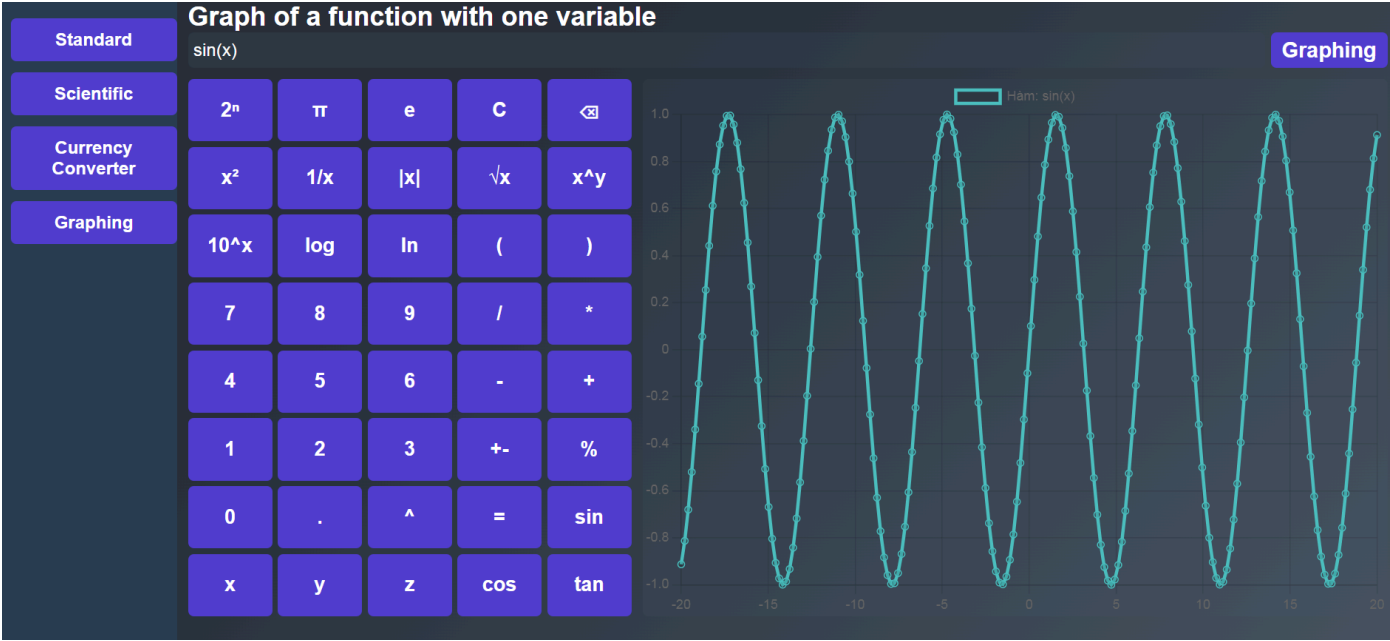 Standard
Scientific
Currency
Converter
Graphing
Graph of a function with one variable
sin(x)
Graphing
2ⁿ π e C ⌫
x² 1/x |x| √x x^y
10^x log ln ( )
7 8 9 / *
4 5 6 - +
1 2 3 +- %
0 . ^ = sin
x y z cos tan
Hàm: sin(x)
1.0
0.8
0.6
0.4
0.2
0
-0.2
-0.4
-0.6
-0.8
-1.0
-20 -15 -10 -5 0 5 10 15 20